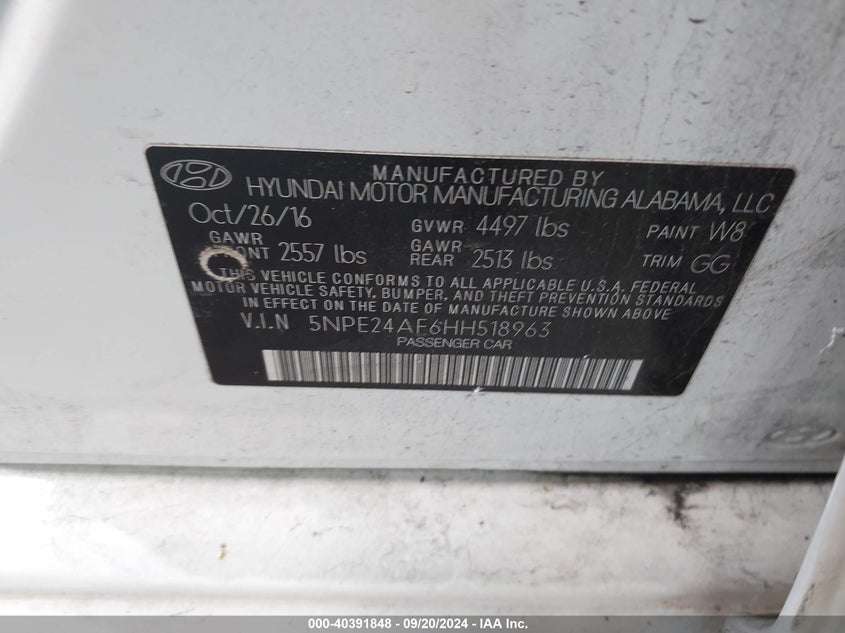 MANUFACTURED BY
HYUNDAI MOTOR MANUFACTURING ALABAMA, LLC
Oct/26/16 GVWR 4497 lbs PAINT W8
GAWR FRONT 2557 lbs GAWR REAR 2513 lbs TRIM GG
THIS VEHICLE CONFORMS TO ALL APPLICABLE U.S.A. FEDERAL
MOTOR VEHICLE SAFETY, BUMPER, AND THEFT PREVENTION STANDARDS
IN EFFECT ON THE DATE OF MANUFACTURE SHOWN ABOVE.
V.I.N 5NPE24AF6HH518963
PASSENGER CAR
000-40391848 - 09/20/2024 - IAA Inc.